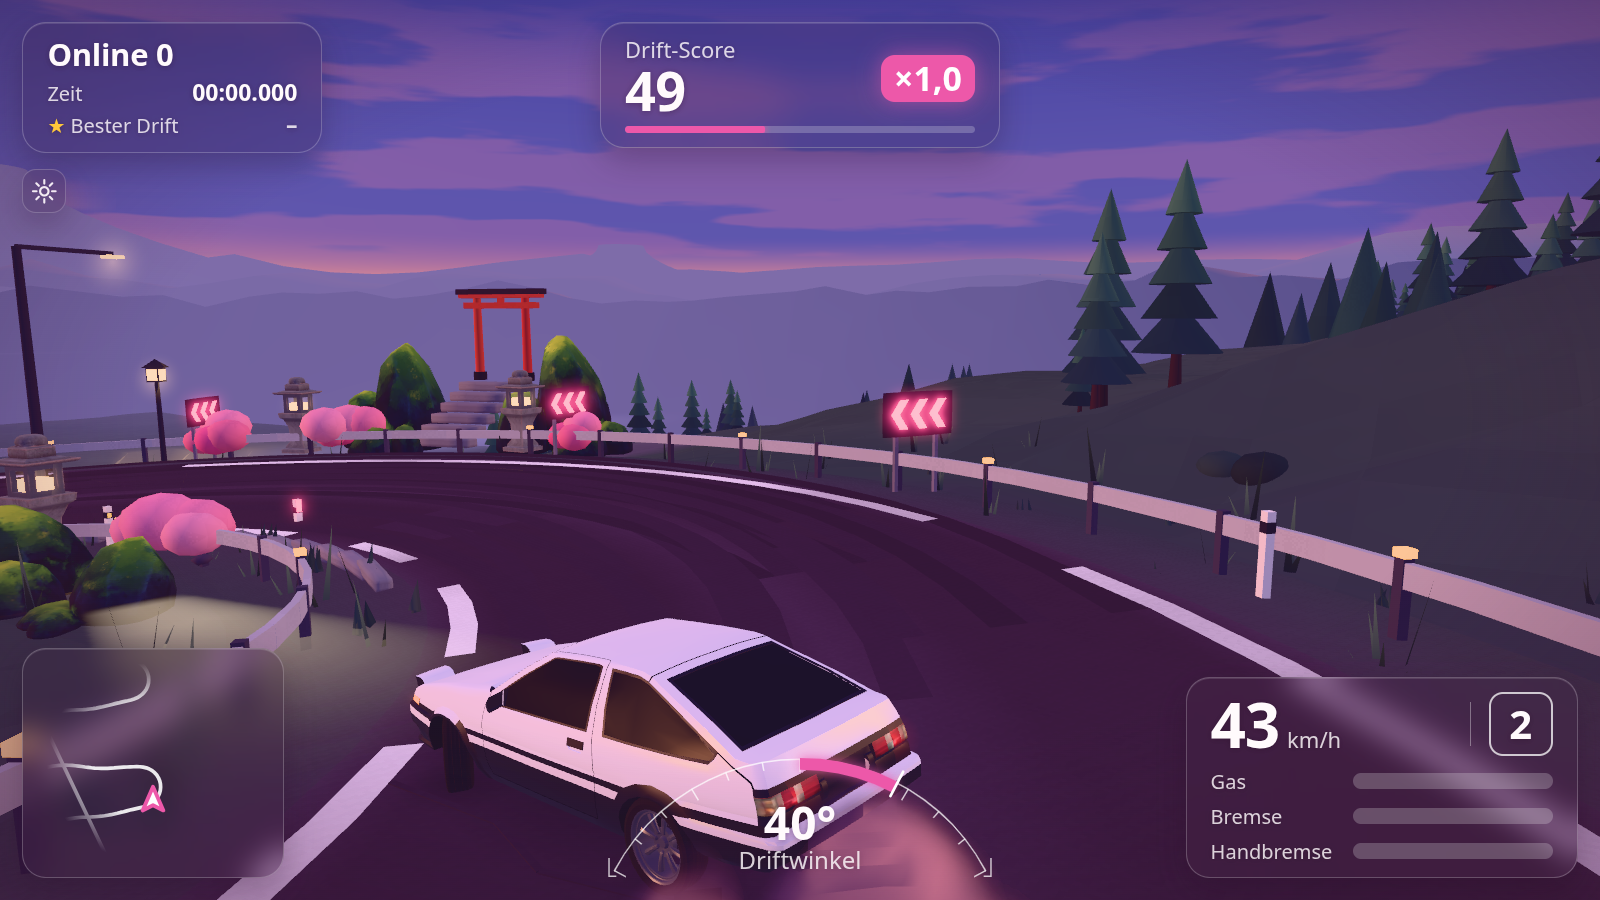 Online 0
Zeit 00:00.000
★ Bester Drift –
Drift-Score
49
×1,0
40°
Driftwinkel
43 km/h
2
Gas
Bremse
Handbremse